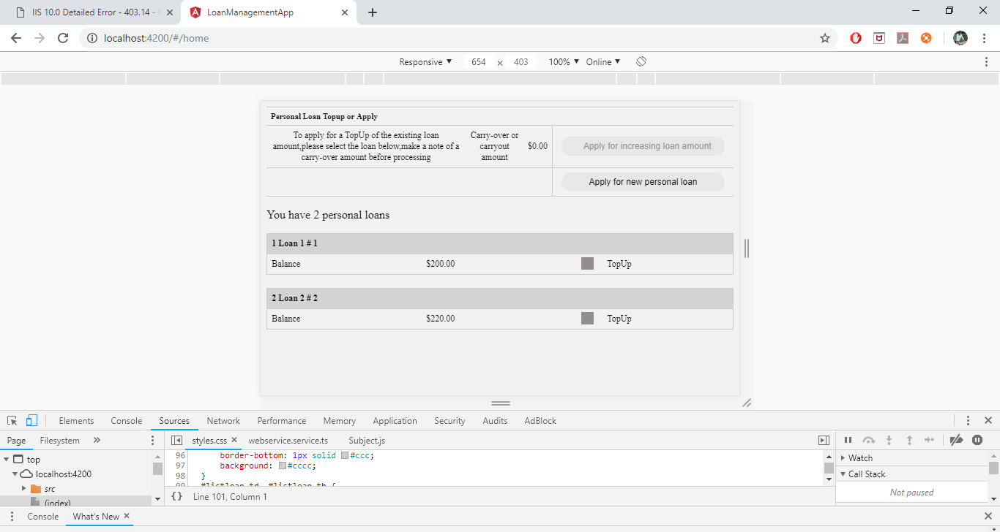 IIS 10.0 Detailed Error - 403.14 -
LoanManagementApp
localhost:4200/#/home
Responsive 654 × 403 100% Online
Personal Loan Topup or Apply
To apply for a TopUp of the existing loan
amount,please select the loan below,make a note of a
carry-over amount before processing
Carry-over or
carryout
amount
$0.00
Apply for increasing loan amount
Apply for new personal loan
You have 2 personal loans
1 Loan 1 # 1
Balance $200.00 TopUp
2 Loan 2 # 2
Balance $220.00 TopUp
Elements Console Sources Network Performance Memory Application Security Audits AdBlock
Page Filesystem »
styles.css × webservice.service.ts Subject.js
top
localhost:4200
src
(index)
96 border-bottom: 1px solid #ccc;
97 background: #cccc;
98 }
99 #listloan td, #listloan th {
{} Line 101, Column 1
Watch
Call Stack
Not paused
Console What's New ×